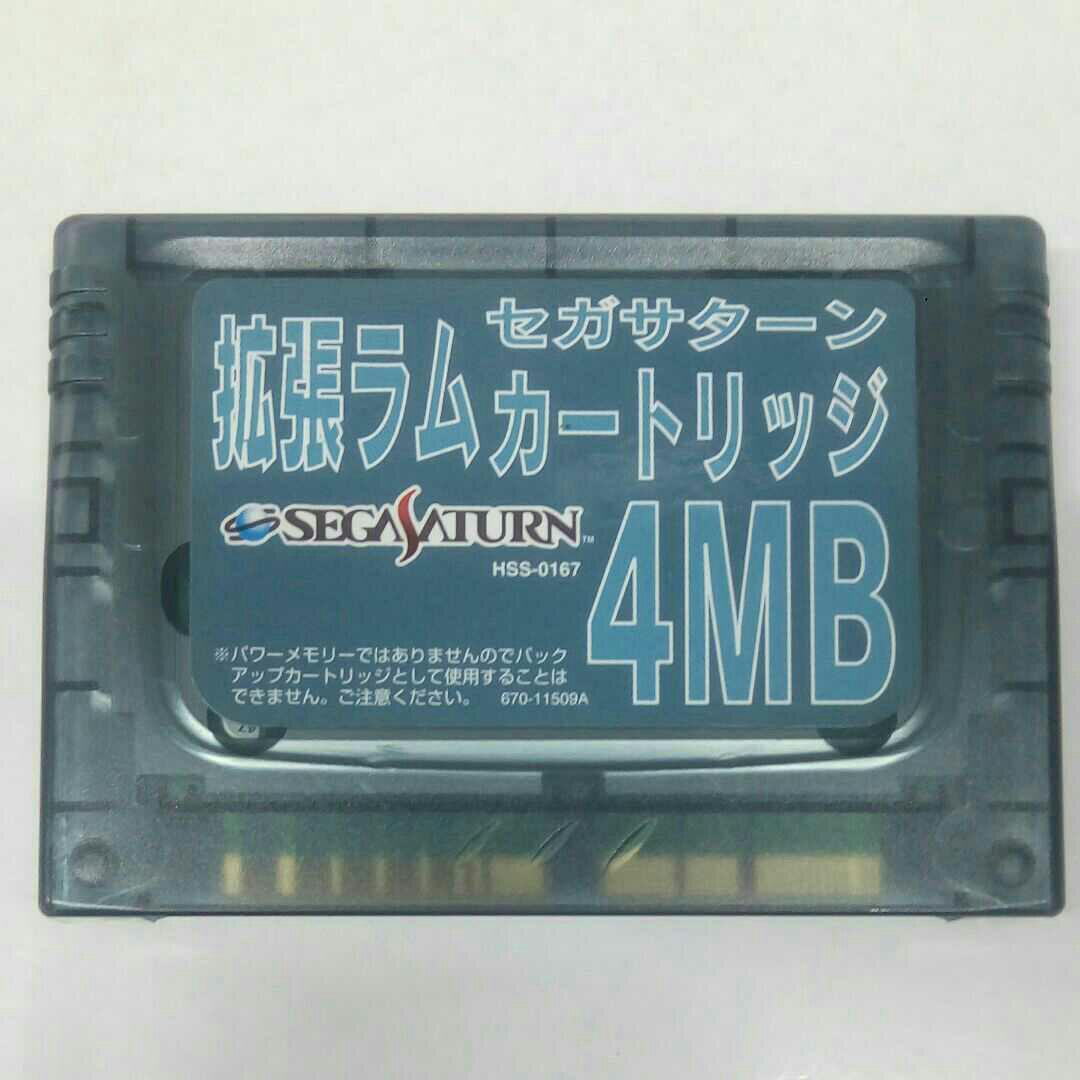 セガサターン
拡張ラムカートリッジ
SEGASATURN™
HSS-0167
4MB
※パワーメモリーではありませんのでバック
アップカートリッジとして使用することは
できません。ご注意ください。 670-11509A